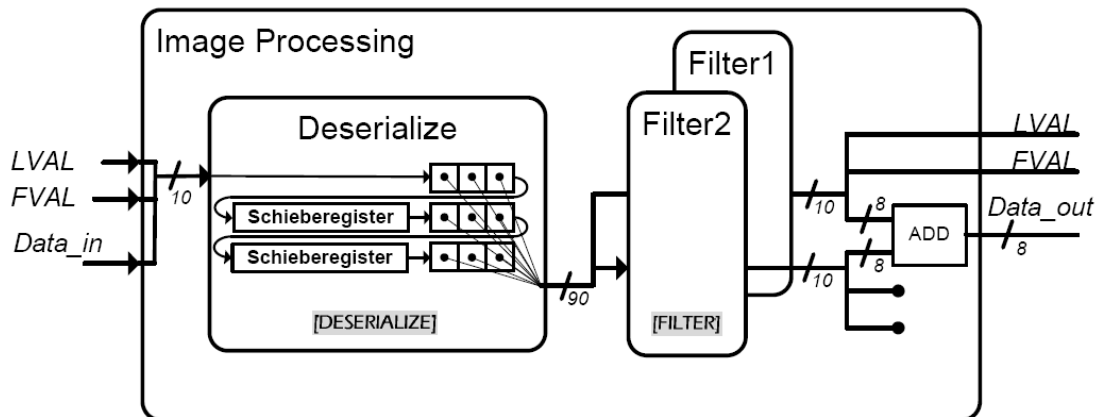 Image Processing
Filter1
Filter2
Deserialize
LVAL
FVAL
Data_in
10
Schieberegister
Schieberegister
[DESERIALIZE]
90
[FILTER]
10
10
8
8
ADD
LVAL
FVAL
Data_out
8